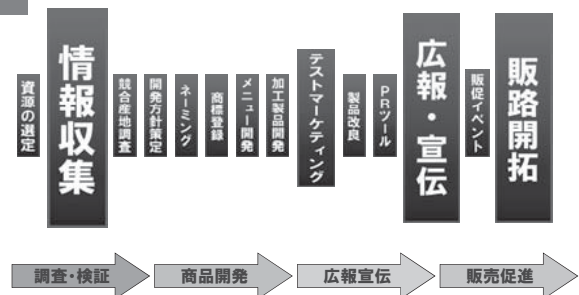 資源の選定
情報収集
競合産地調査
開発方針策定
ネーミング
商標登録
メニュー開発
加工製品開発
テストマーケティング
製品改良
PRツール
広報・宣伝
販促イベント
販路開拓
調査・検証
商品開発
広報宣伝
販売促進